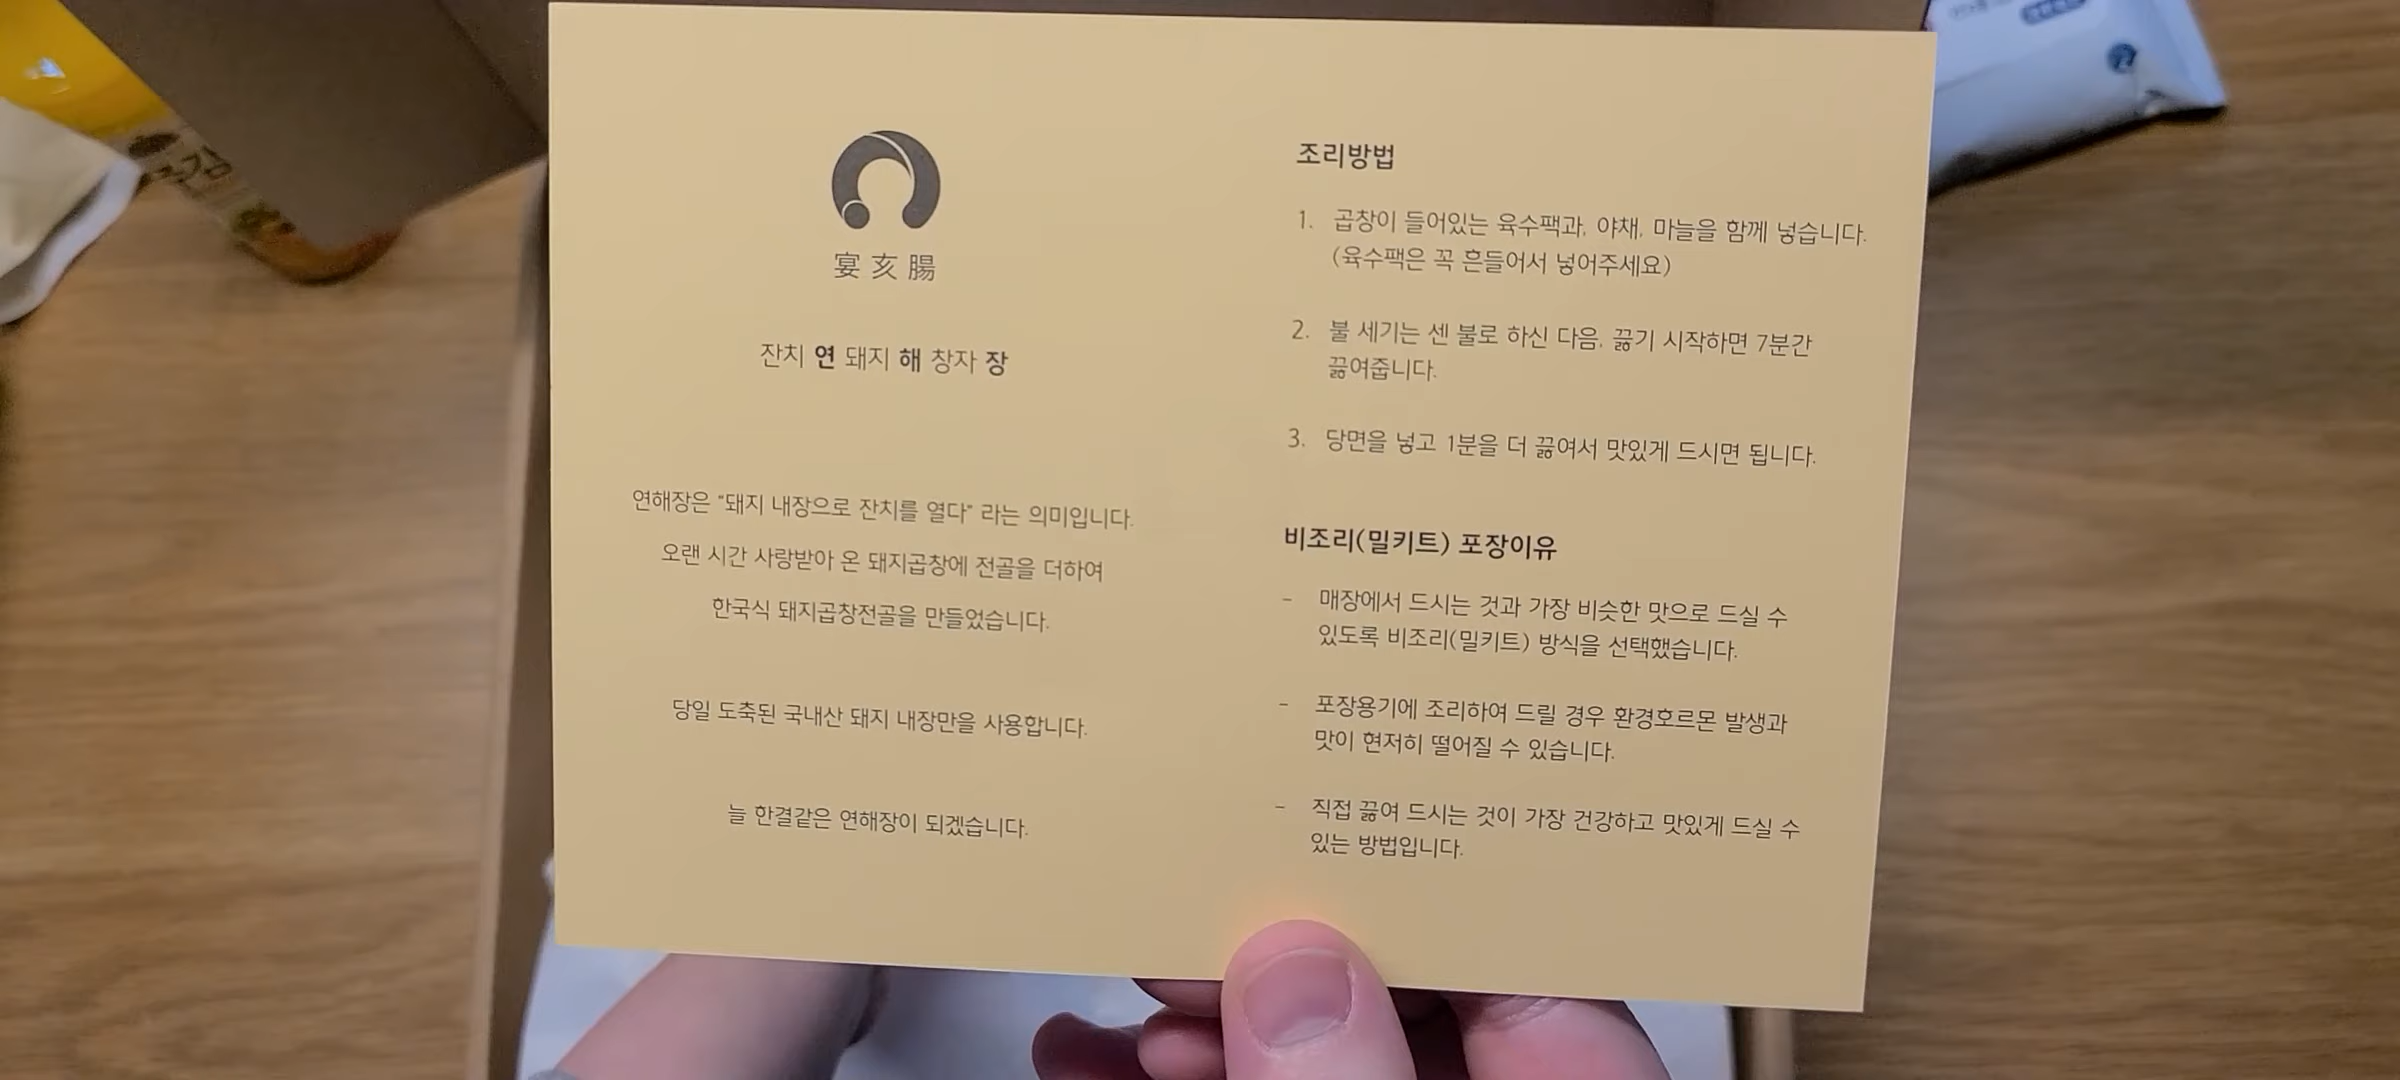 宴亥腸
잔치 연 돼지 해 창자 장
연해장은 "돼지 내장으로 잔치를 열다" 라는 의미입니다.
오랜 시간 사랑받아 온 돼지곱창에 전골을 더하여
한국식 돼지곱창전골을 만들었습니다.
당일 도축된 국내산 돼지 내장만을 사용합니다.
늘 한결같은 연해장이 되겠습니다.
조리방법
1. 곱창이 들어있는 육수팩과, 야채, 마늘을 함께 넣습니다.
(육수팩은 꼭 흔들어서 넣어주세요)
2. 불 세기는 센 불로 하신 다음, 끓기 시작하면 7분간
끓여줍니다.
3. 당면을 넣고 1분을 더 끓여서 맛있게 드시면 됩니다.
비조리(밀키트) 포장이유
- 매장에서 드시는 것과 가장 비슷한 맛으로 드실 수
있도록 비조리(밀키트) 방식을 선택했습니다.
- 포장용기에 조리하여 드릴 경우 환경호르몬 발생과
맛이 현저히 떨어질 수 있습니다.
- 직접 끓여 드시는 것이 가장 건강하고 맛있게 드실 수
있는 방법입니다.